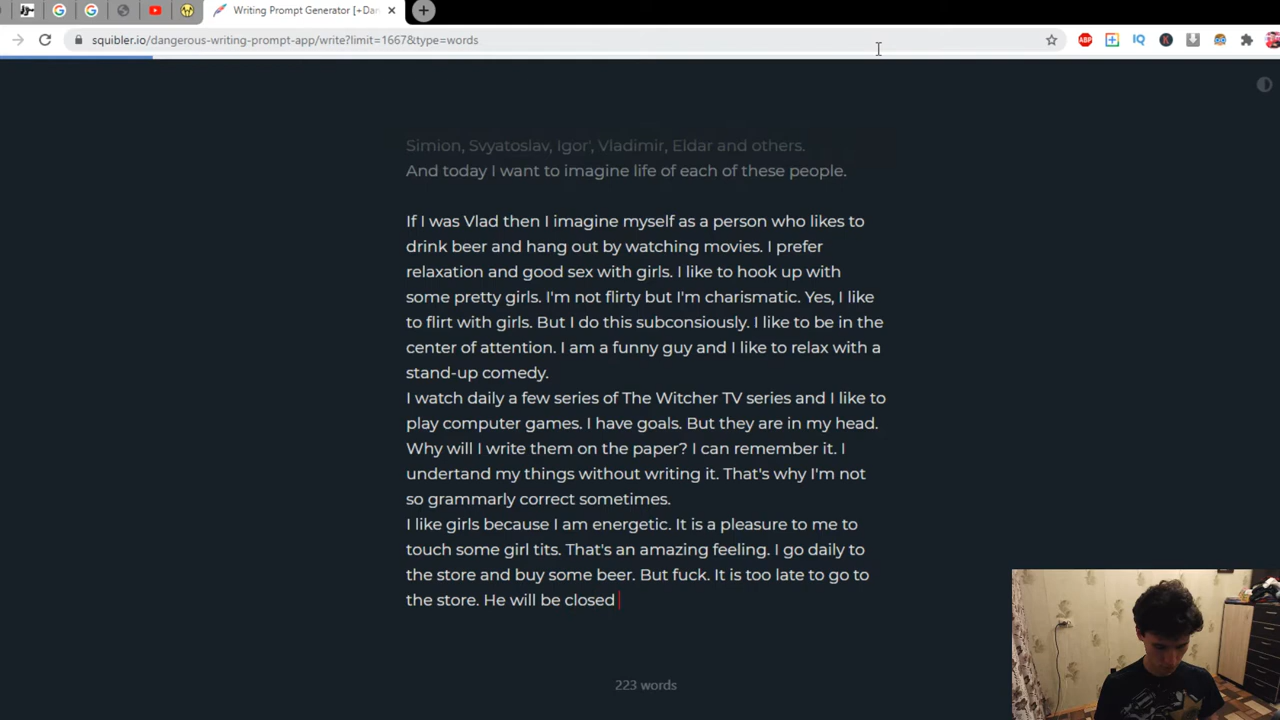 Writing Prompt Generator [+Dan
squibler.io/dangerous-writing-prompt-app/write?limit=1667&type=words
ABP
IQ
K
Simion, Svyatoslav, Igor', Vladimir, Eldar and others.
And today I want to imagine life of each of these people.
If I was Vlad then I imagine myself as a person who likes to
drink beer and hang out by watching movies. I prefer
relaxation and good sex with girls. I like to hook up with
some pretty girls. I'm not flirty but I'm charismatic. Yes, I like
to flirt with girls. But I do this subconsiously. I like to be in the
center of attention. I am a funny guy and I like to relax with a
stand-up comedy.
I watch daily a few series of The Witcher TV series and I like to
play computer games. I have goals. But they are in my head.
Why will I write them on the paper? I can remember it. I
undertand my things without writing it. That's why I'm not
so grammarly correct sometimes.
I like girls because I am energetic. It is a pleasure to me to
touch some girl tits. That's an amazing feeling. I go daily to
the store and buy some beer. But fuck. It is too late to go to
the store. He will be closed
223 words